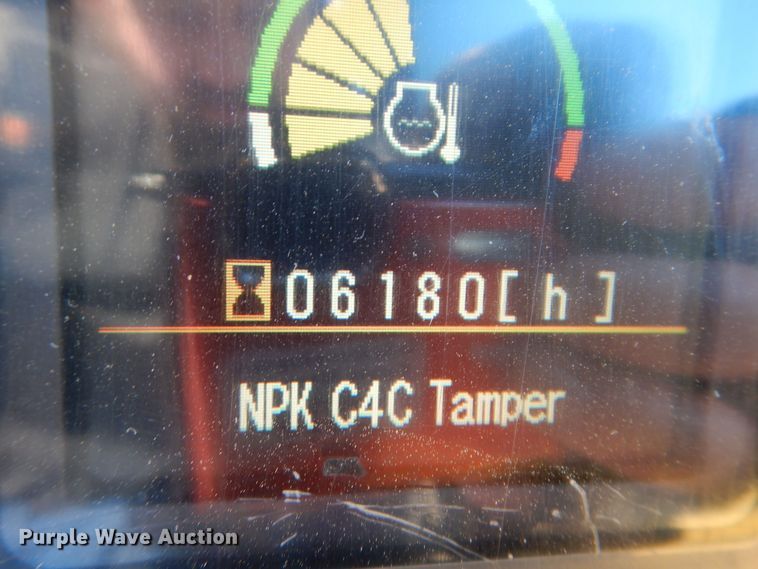 06180[ h ]
NPK C4C Tamper
Purple Wave Auction